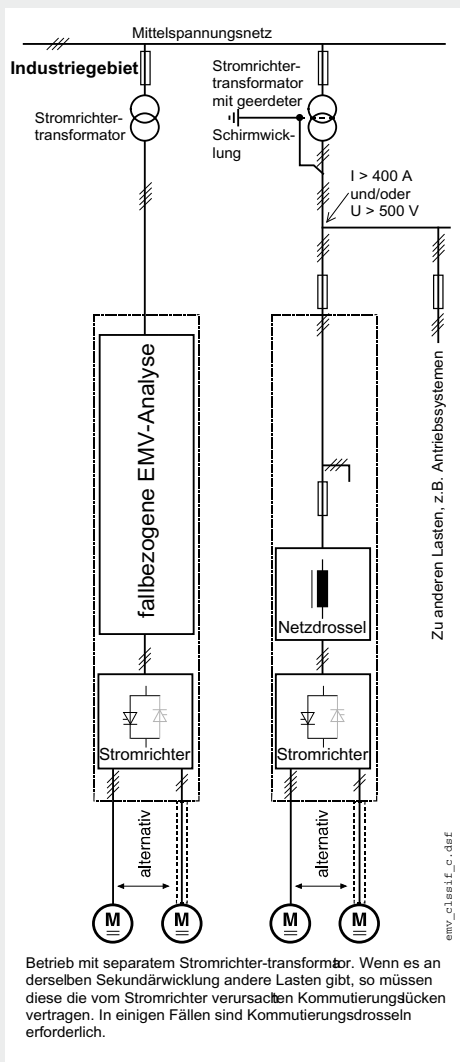 Mittelspannungsnetz
Industriegebiet
Stromrichter-
transformator
Stromrichter-
transformator
mit geerdeter
Schirmwick-
lung
I > 400 A
und/oder
U > 500 V
fallbezogene EMV-Analyse
Zu anderen Lasten, z.B. Antriebssystemen
Netzdrossel
Stromrichter
Stromrichter
alternativ
alternativ
M
M
M
M
emv_clssif_c.dsf
Betrieb mit separatem Stromrichter-transformator. Wenn es an
derselben Sekundärwicklung andere Lasten gibt, so müssen
diese die vom Stromrichter verursachten Kommutierungslücken
vertragen. In einigen Fällen sind Kommutierungsdrosseln
erforderlich.